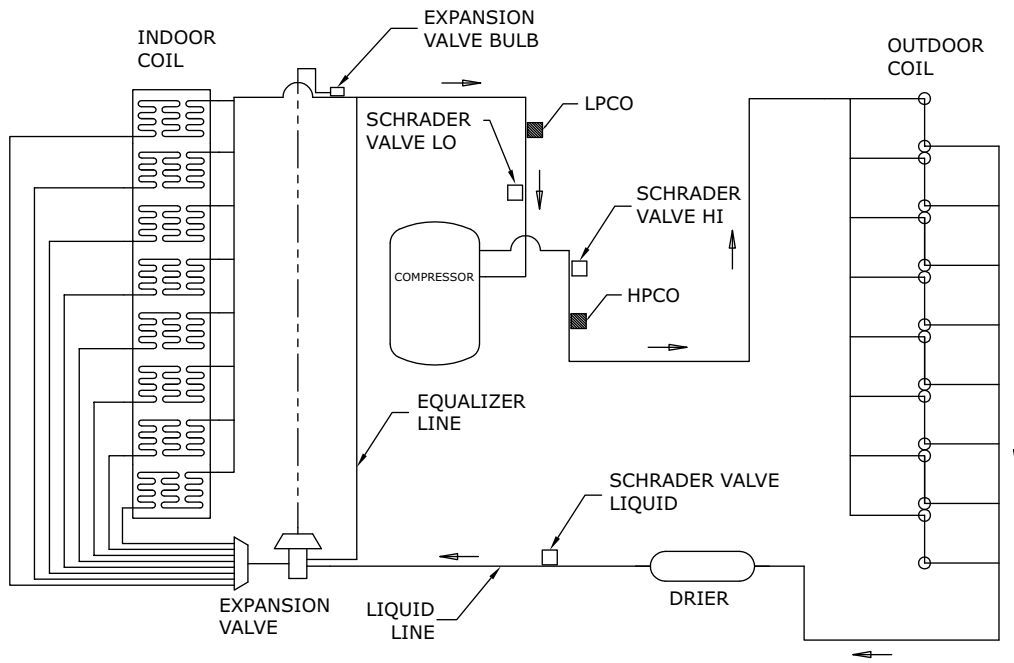 EXPANSION
VALVE BULB
INDOOR
COIL
OUTDOOR
COIL
LPCO
SCHRADER
VALVE LO
SCHRADER
VALVE HI
COMPRESSOR
HPCO
EQUALIZER
LINE
SCHRADER VALVE
LIQUID
EXPANSION
VALVE
LIQUID
LINE
DRIER